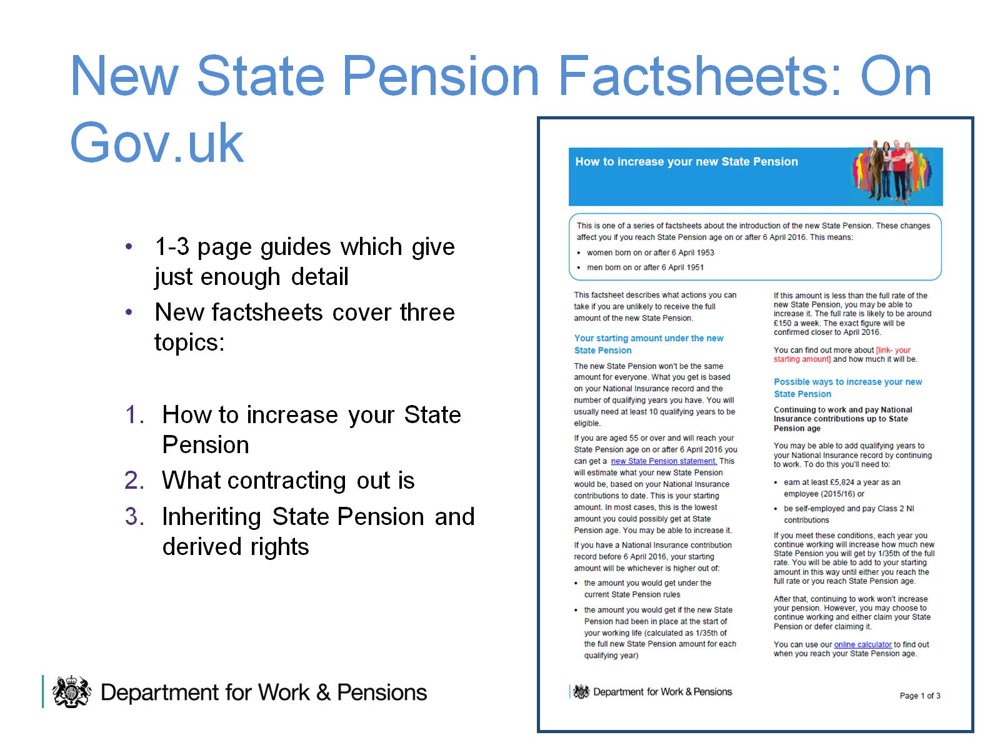 New State Pension Factsheets: On
Gov.uk
• 1-3 page guides which give
just enough detail
• New factsheets cover three
topics:
1. How to increase your State
Pension
2. What contracting out is
3. Inheriting State Pension and
derived rights
Department for Work & Pensions
How to increase your new State Pension
This is one of a series of factsheets about the introduction of the new State Pension. These changes
affect you if you reach State Pension age on or after 6 April 2016. This means:
• women born on or after 6 April 1953
• men born on or after 6 April 1951
This factsheet describes what actions you can
take if you are unlikely to receive the full
amount of the new State Pension.
Your starting amount under the new
State Pension
The new State Pension won't be the same
amount for everyone. What you get is based
on your National Insurance record and the
number of qualifying years you have. You will
usually need at least 10 qualifying years to be
eligible.
If you are aged 55 or over and will reach your
State Pension age on or after 6 April 2016 you
can get a new State Pension statement. This
will estimate what your new State Pension
would be, based on your National Insurance
contributions to date. This is your starting
amount. In most cases, this is the lowest
amount you could possibly get at State
Pension age. You may be able to increase it.
If you have a National Insurance contribution
record before 6 April 2016, your starting
amount will be whichever is higher out of:
• the amount you would get under the
current State Pension rules
• the amount you would get if the new State
Pension had been in place at the start of
your working life (calculated as 1/35th of
the full new State Pension amount for each
qualifying year)
If this amount is less than the full rate of the
new State Pension, you may be able to
increase it. The full rate is likely to be around
£150 a week. The exact figure will be
confirmed closer to April 2016.
You can find out more about [link- your
starting amount] and how much it will be.
Possible ways to increase your new
State Pension
Continuing to work and pay National
Insurance contributions up to State
Pension age
You may be able to add qualifying years to
your National Insurance record by continuing
to work. To do this you'll need to:
• earn at least £5,824 a year as an
employee (2015/16) or
• be self-employed and pay Class 2 NI
contributions
If you meet these conditions, each year you
continue working will increase how much new
State Pension you will get by 1/35th of the full
rate. You will be able to add to your starting
amount in this way until either you reach the
full rate or you reach State Pension age.
After that, continuing to work won't increase
your pension. However, you may choose to
continue working and either claim your State
Pension or defer claiming it.
You can use our online calculator to find out
when you reach your State Pension age.
Department for Work & Pensions
Page 1 of 3